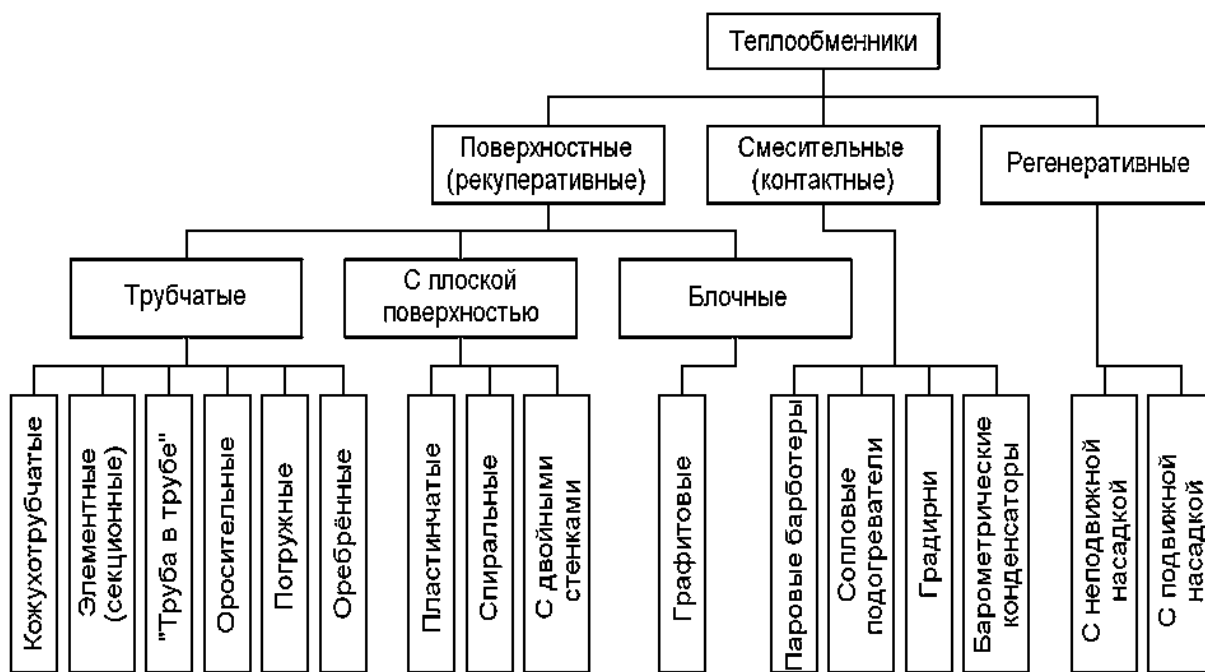 Теплообменники
Поверхностные
(рекуперативные)
Смесительные
(контактные)
Регенеративные
Трубчатые
С плоской
поверхностью
Блочные
Кожухотрубчатые
Элементные
(секционные)
"Труба в трубе"
Оросительные
Погружные
Оребрённые
Пластинчатые
Спиральные
С двойными
стенками
Графитовые
Паровые барботеры
Сопловые
подогреватели
Градирни
Барометрические
конденсаторы
С неподвижной
насадкой
С подвижной
насадкой